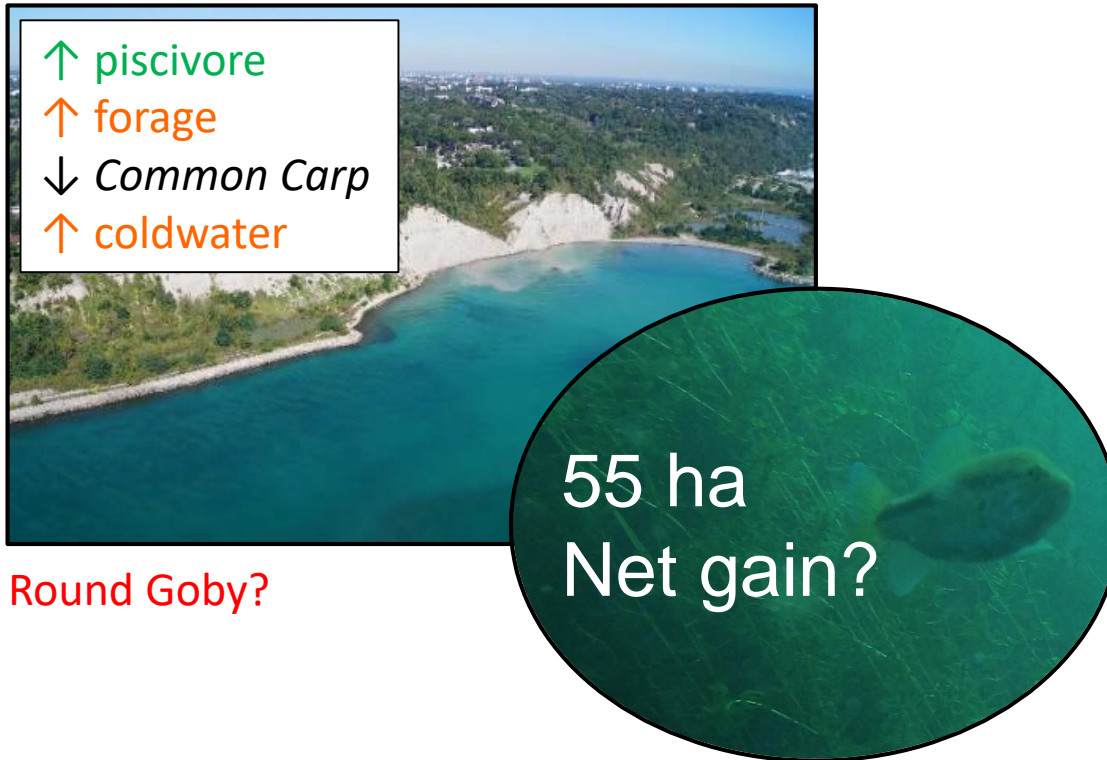 ↑ piscivore
↑ forage
↓ Common Carp
↑ coldwater
55 ha
Net gain?
Round Goby?